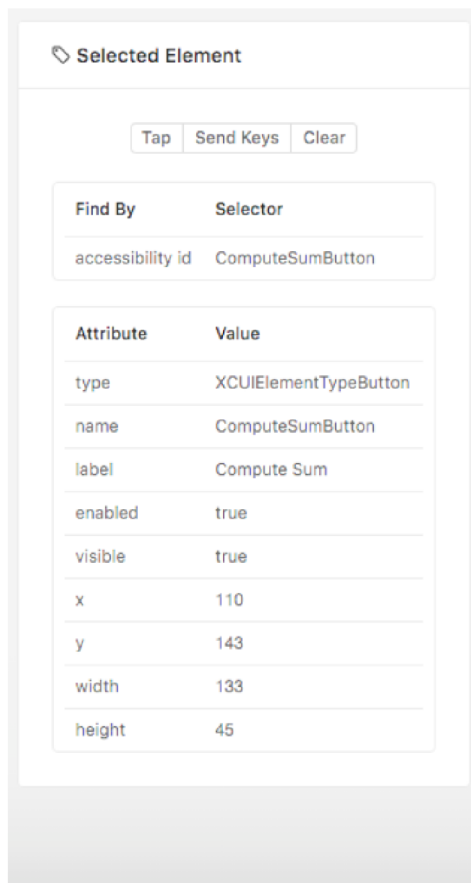 Selected Element
Tap Send Keys Clear
Find By Selector
accessibility id ComputeSumButton
Attribute Value
type XCUIElementTypeButton
name ComputeSumButton
label Compute Sum
enabled true
visible true
x 110
y 143
width 133
height 45